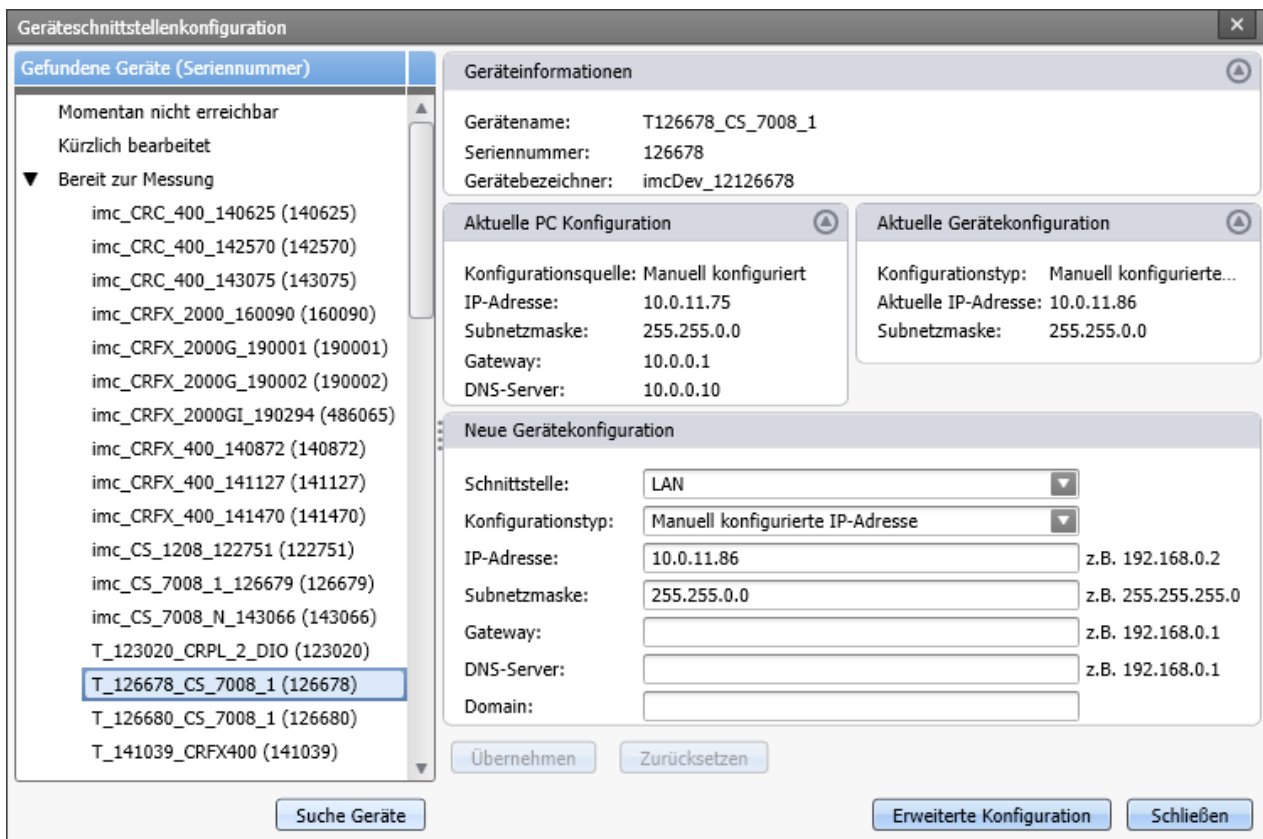 Geräteschnittstellenkonfiguration
Gefundene Geräte (Seriennummer)
Momentan nicht erreichbar
Kürzlich bearbeitet
Bereit zur Messung
imc_CRC_400_140625 (140625)
imc_CRC_400_142570 (142570)
imc_CRC_400_143075 (143075)
imc_CRFX_2000_160090 (160090)
imc_CRFX_2000G_190001 (190001)
imc_CRFX_2000G_190002 (190002)
imc_CRFX_2000GI_190294 (486065)
imc_CRFX_400_140872 (140872)
imc_CRFX_400_141127 (141127)
imc_CRFX_400_141470 (141470)
imc_CS_1208_122751 (122751)
imc_CS_7008_1_126679 (126679)
imc_CS_7008_N_143066 (143066)
T_123020_CRPL_2_DIO (123020)
T_126678_CS_7008_1 (126678)
T_126680_CS_7008_1 (126680)
T_141039_CRFX400 (141039)
Suche Geräte
Geräteinformationen
Gerätename: T126678_CS_7008_1
Seriennummer: 126678
Gerätebezeichner: imcDev_12126678
Aktuelle PC Konfiguration
Konfigurationsquelle: Manuell konfiguriert
IP-Adresse: 10.0.11.75
Subnetzmaske: 255.255.0.0
Gateway: 10.0.0.1
DNS-Server: 10.0.0.10
Aktuelle Gerätekonfiguration
Konfigurationstyp: Manuell konfigurierte...
Aktuelle IP-Adresse: 10.0.11.86
Subnetzmaske: 255.255.0.0
Neue Gerätekonfiguration
Schnittstelle: LAN
Konfigurationstyp: Manuell konfigurierte IP-Adresse
IP-Adresse: 10.0.11.86 z.B. 192.168.0.2
Subnetzmaske: 255.255.0.0 z.B. 255.255.255.0
Gateway: z.B. 192.168.0.1
DNS-Server: z.B. 192.168.0.1
Domain:
Übernehmen Zurücksetzen
Erweiterte Konfiguration Schließen